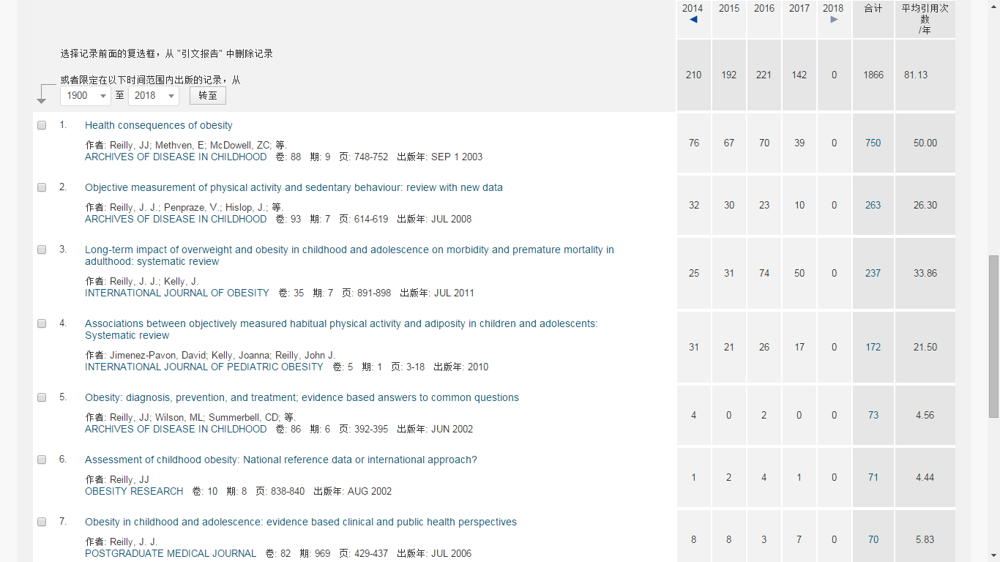 2014 2015 2016 2017 2018 合计 平均引用次
数
/年
选择记录前面的复选框，从 "引文报告" 中删除记录
或者限定在以下时间范围内出版的记录，从
210 192 221 142 0 1866 81.13
1900 至 2018 转至
1. Health consequences of obesity
作者: Reilly, JJ; Methven, E; McDowell, ZC; 等.
ARCHIVES OF DISEASE IN CHILDHOOD 卷: 88 期: 9 页: 748-752 出版年: SEP 1 2003
76 67 70 39 0 750 50.00
2. Objective measurement of physical activity and sedentary behaviour: review with new data
作者: Reilly, J. J.; Penpraze, V.; Hislop, J.; 等.
ARCHIVES OF DISEASE IN CHILDHOOD 卷: 93 期: 7 页: 614-619 出版年: JUL 2008
32 30 23 10 0 263 26.30
3. Long-term impact of overweight and obesity in childhood and adolescence on morbidity and premature mortality in
adulthood: systematic review
作者: Reilly, J. J.; Kelly, J.
INTERNATIONAL JOURNAL OF OBESITY 卷: 35 期: 7 页: 891-898 出版年: JUL 2011
25 31 74 50 0 237 33.86
4. Associations between objectively measured habitual physical activity and adiposity in children and adolescents:
Systematic review
作者: Jimenez-Pavon, David; Kelly, Joanna; Reilly, John J.
INTERNATIONAL JOURNAL OF PEDIATRIC OBESITY 卷: 5 期: 1 页: 3-18 出版年: 2010
31 21 26 17 0 172 21.50
5. Obesity: diagnosis, prevention, and treatment; evidence based answers to common questions
作者: Reilly, JJ; Wilson, ML; Summerbell, CD; 等.
ARCHIVES OF DISEASE IN CHILDHOOD 卷: 86 期: 6 页: 392-395 出版年: JUN 2002
4 0 2 0 0 73 4.56
6. Assessment of childhood obesity: National reference data or international approach?
作者: Reilly, JJ
OBESITY RESEARCH 卷: 10 期: 8 页: 838-840 出版年: AUG 2002
1 2 4 1 0 71 4.44
7. Obesity in childhood and adolescence: evidence based clinical and public health perspectives
作者: Reilly, J. J.
POSTGRADUATE MEDICAL JOURNAL 卷: 82 期: 969 页: 429-437 出版年: JUL 2006
8 8 3 7 0 70 5.83